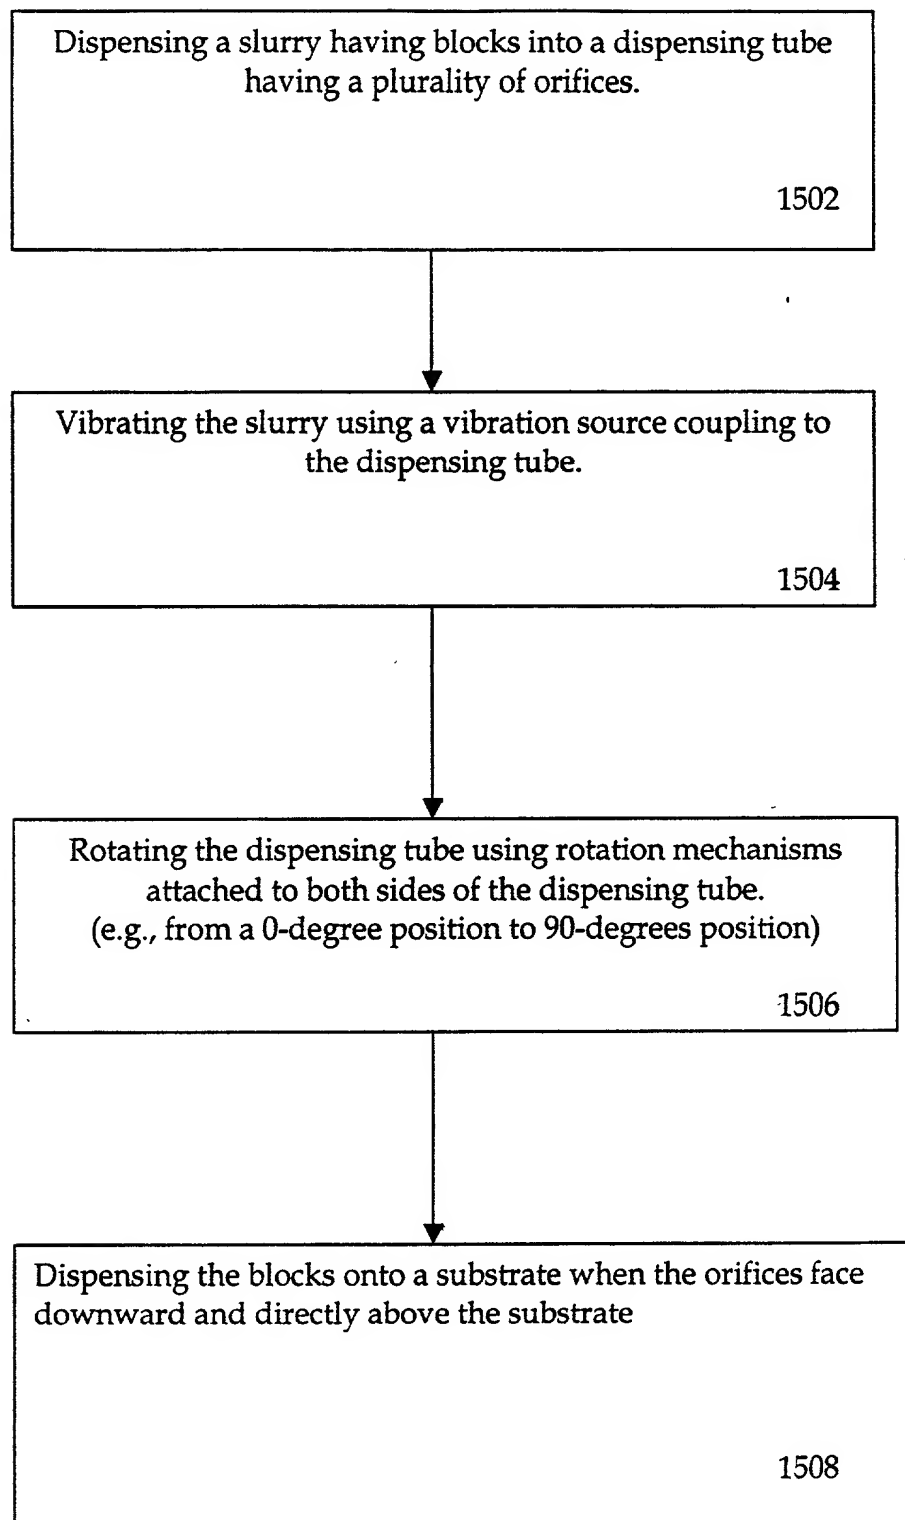 Dispensing a slurry having blocks into a dispensing tube
having a plurality of orifices.
1502
Vibrating the slurry using a vibration source coupling to
the dispensing tube.
1504
Rotating the dispensing tube using rotation mechanisms
attached to both sides of the dispensing tube.
(e.g., from a 0-degree position to 90-degrees position)
1506
Dispensing the blocks onto a substrate when the orifices face
downward and directly above the substrate
1508